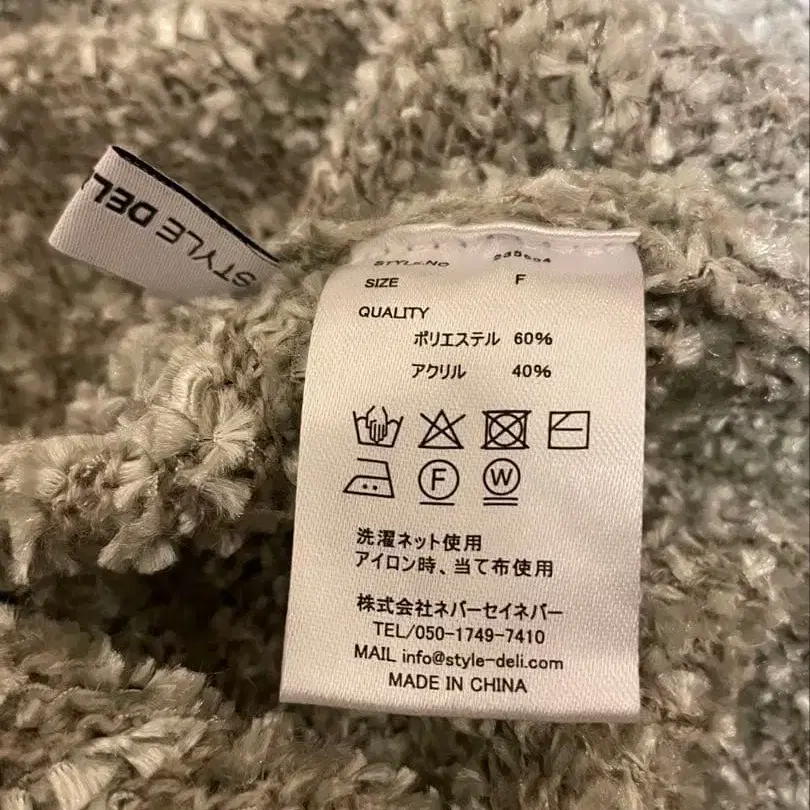 STYLE DEL
STYLE.NO
SIZE F
QUALITY
ポリエステル 60%
アクリル 40%
F W
洗濯ネット使用
アイロン時、当て布使用
株式会社ネバーセイネバー
TEL/050-1749-7410
MAIL info@style-deli.com
MADE IN CHINA